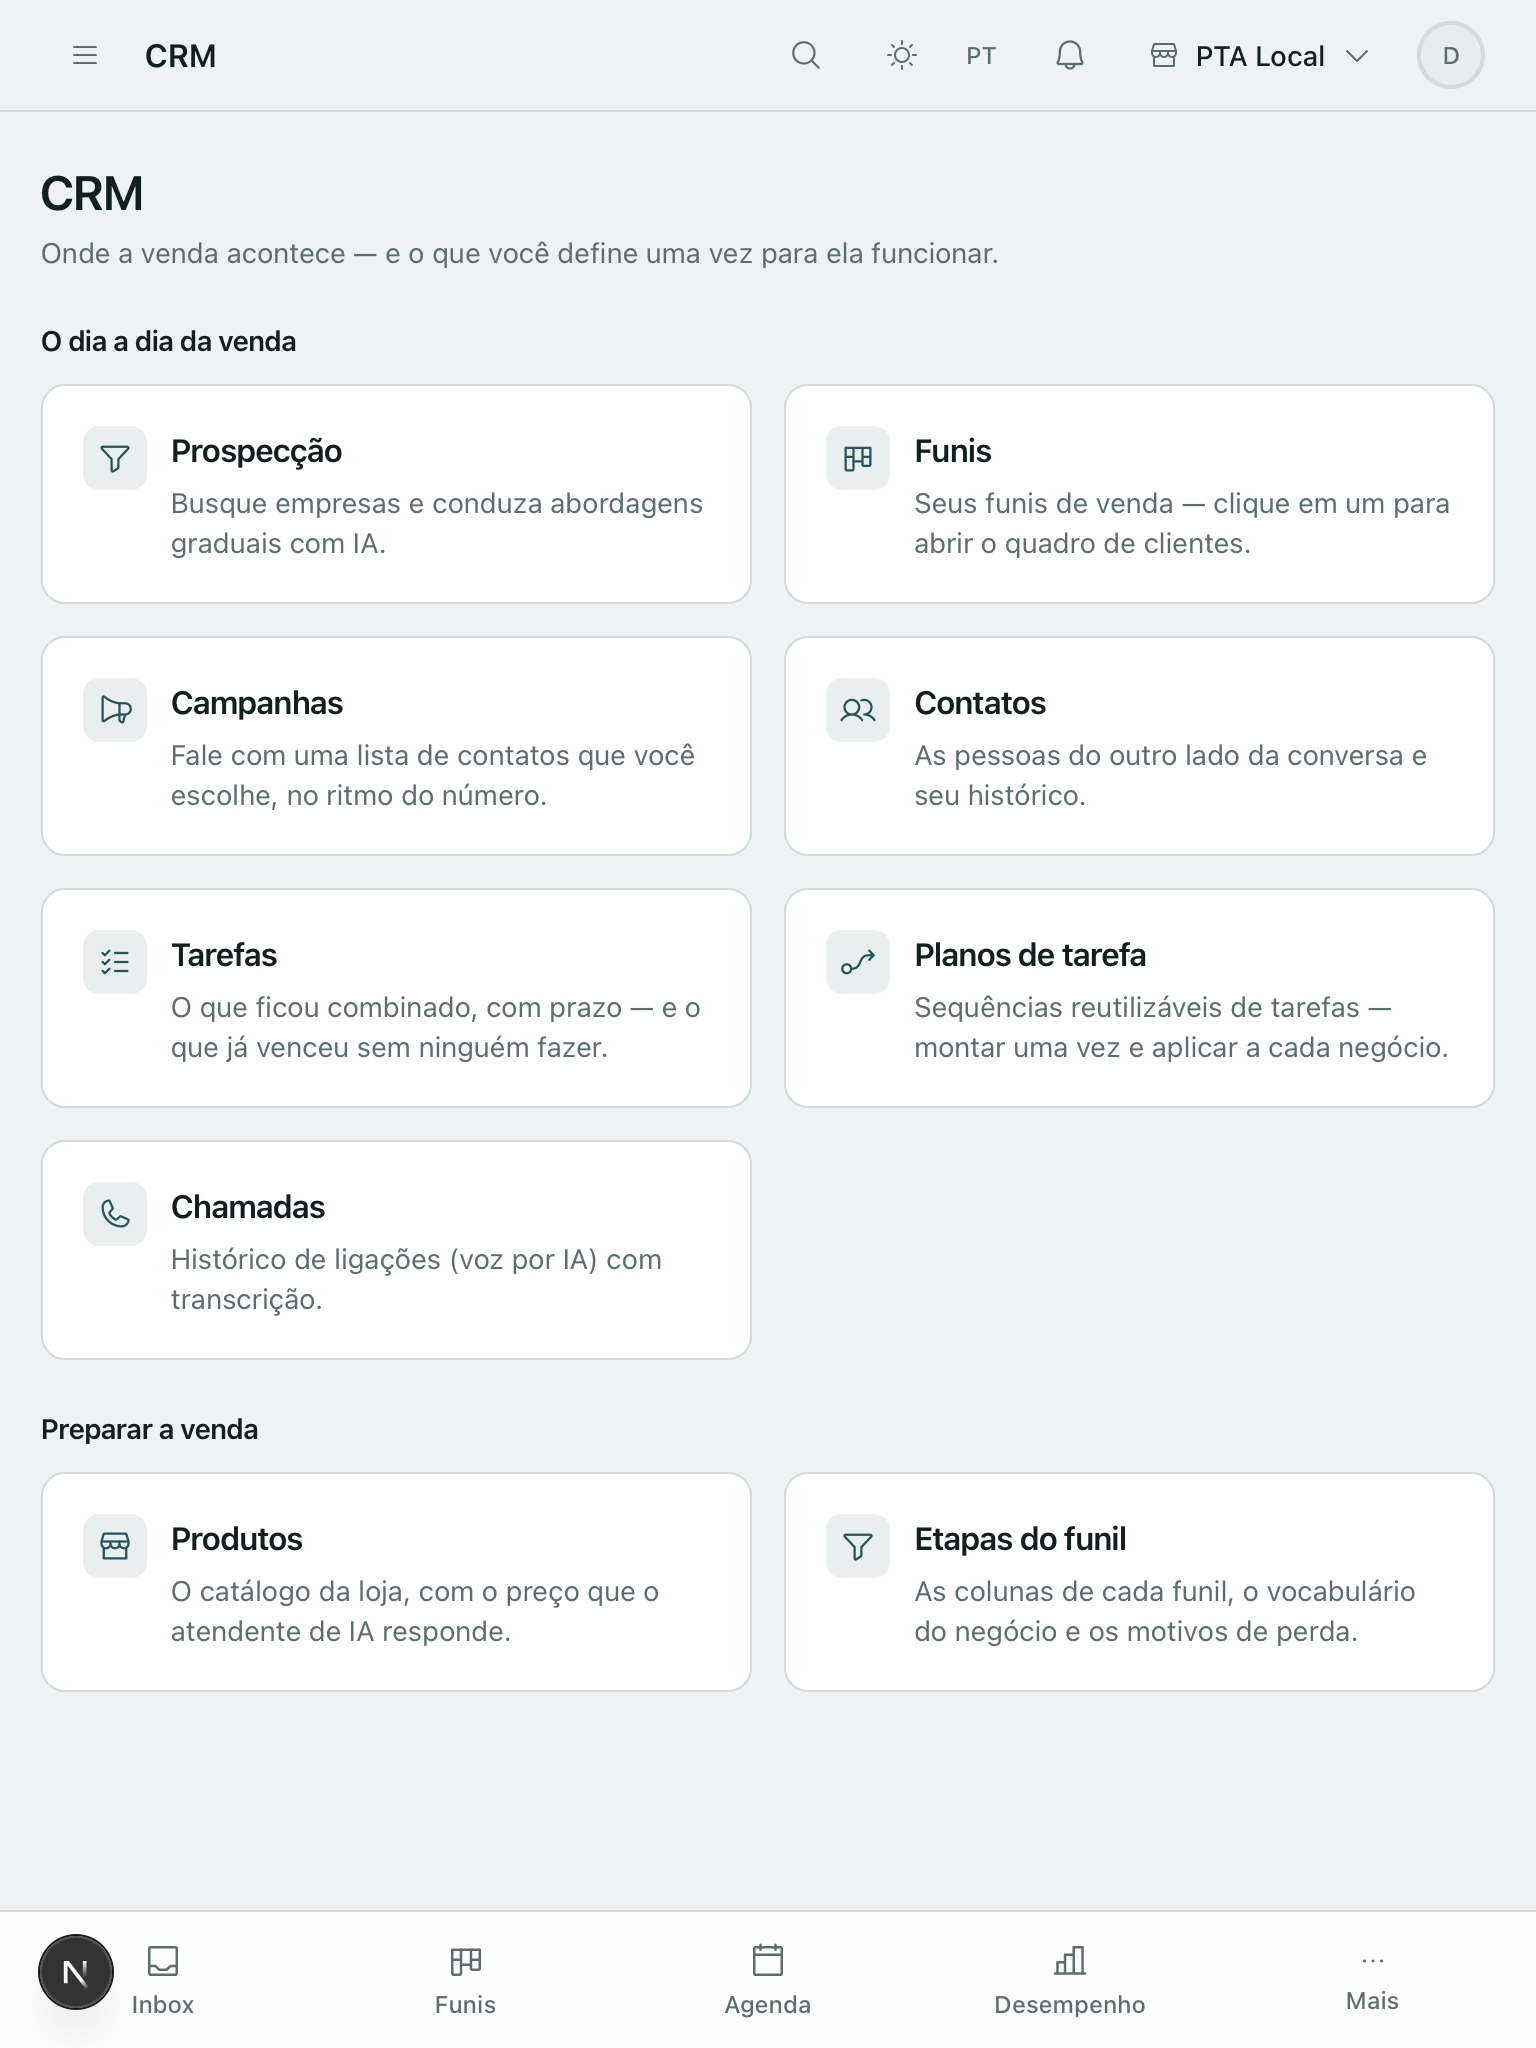 CRM
PT
PTA Local
D
CRM
Onde a venda acontece — e o que você define uma vez para ela funcionar.
O dia a dia da venda
Prospecção
Busque empresas e conduza abordagens
graduais com IA.
Funis
Seus funis de venda — clique em um para
abrir o quadro de clientes.
Campanhas
Fale com uma lista de contatos que você
escolhe, no ritmo do número.
Contatos
As pessoas do outro lado da conversa e
seu histórico.
Tarefas
O que ficou combinado, com prazo — e o
que já venceu sem ninguém fazer.
Planos de tarefa
Sequências reutilizáveis de tarefas —
montar uma vez e aplicar a cada negócio.
Chamadas
Histórico de ligações (voz por IA) com
transcrição.
Preparar a venda
Produtos
O catálogo da loja, com o preço que o
atendente de IA responde.
Etapas do funil
As colunas de cada funil, o vocabulário
do negócio e os motivos de perda.
N
Inbox
Funis
Agenda
Desempenho
Mais